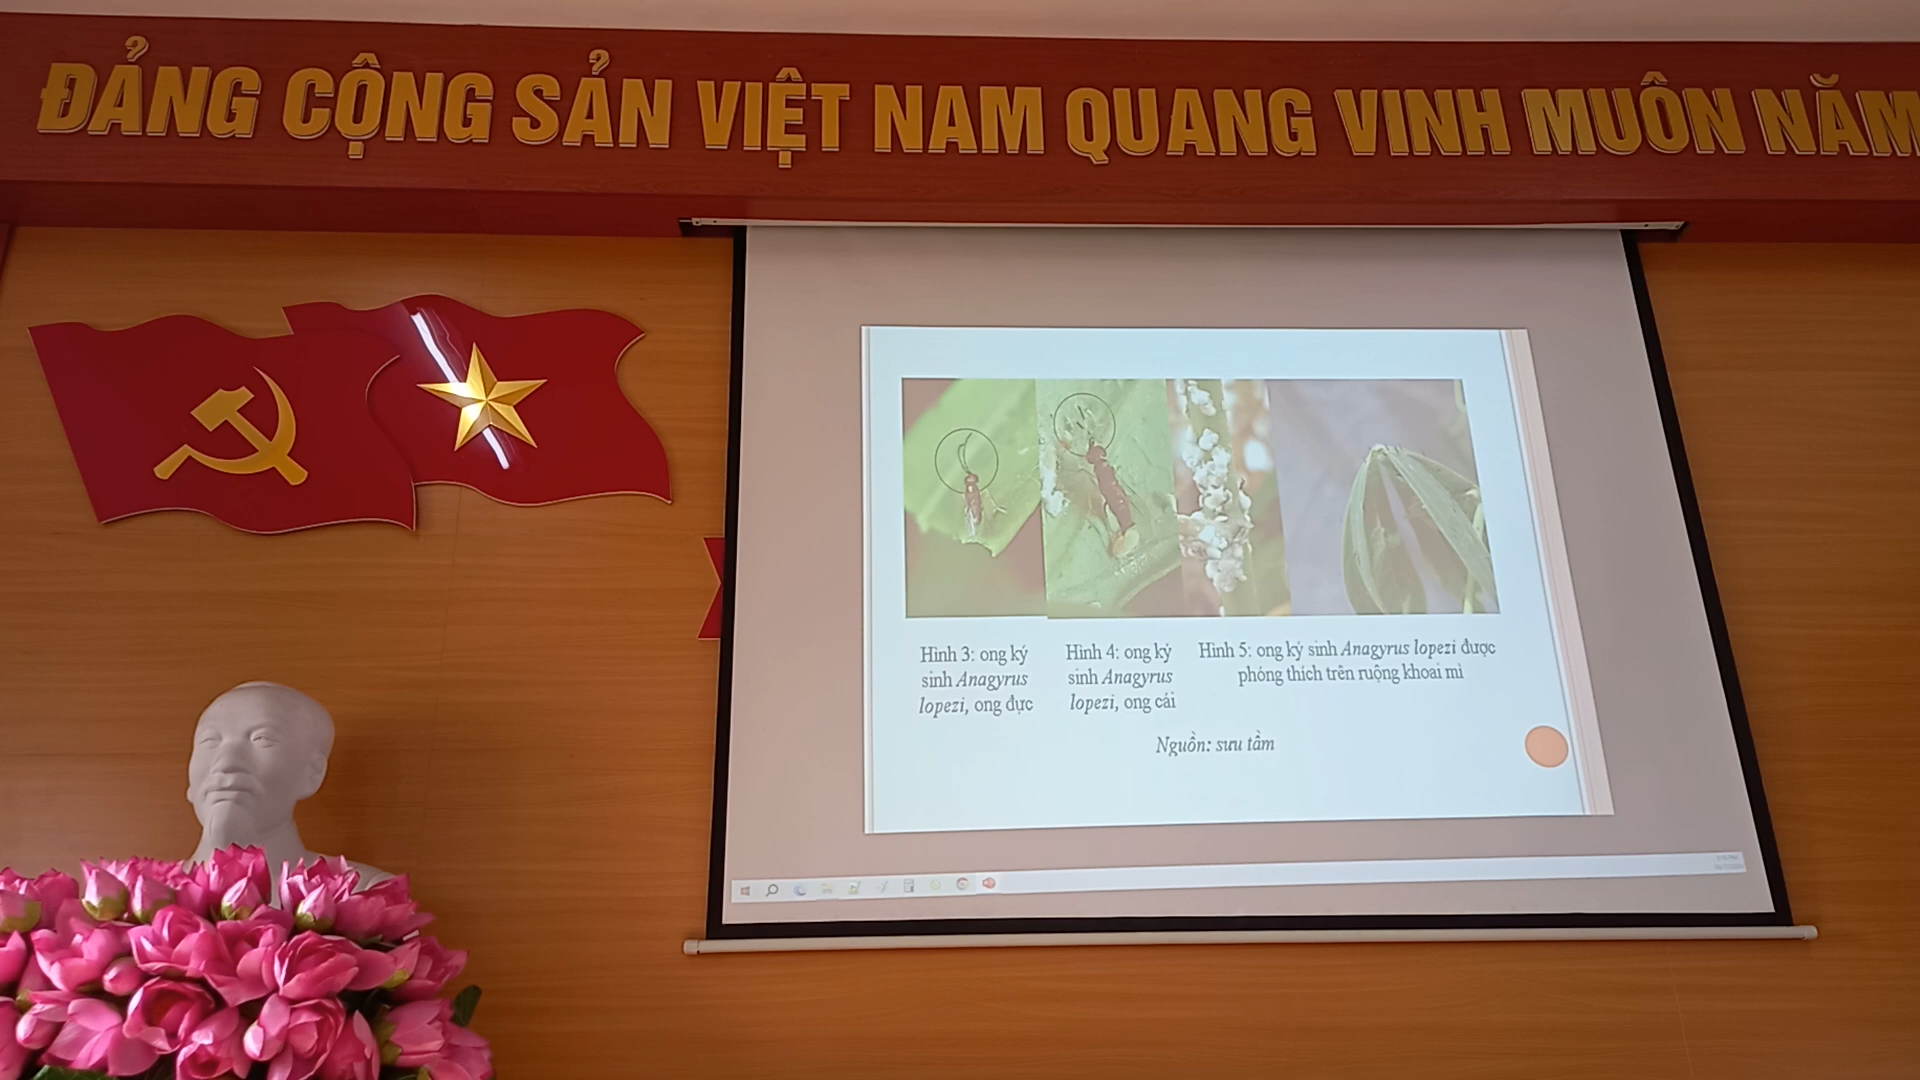 ĐẢNG CỘNG SẢN VIỆT NAM QUANG VINH MUÔN NĂM
Hình 3: ong ký
sinh Anagyrus
lopezi, ong đực
Hình 4: ong ký
sinh Anagyrus
lopezi, ong cái
Hình 5: ong ký sinh Anagyrus lopezi được
phóng thích trên ruộng khoai mì
Nguồn: sưu tầm